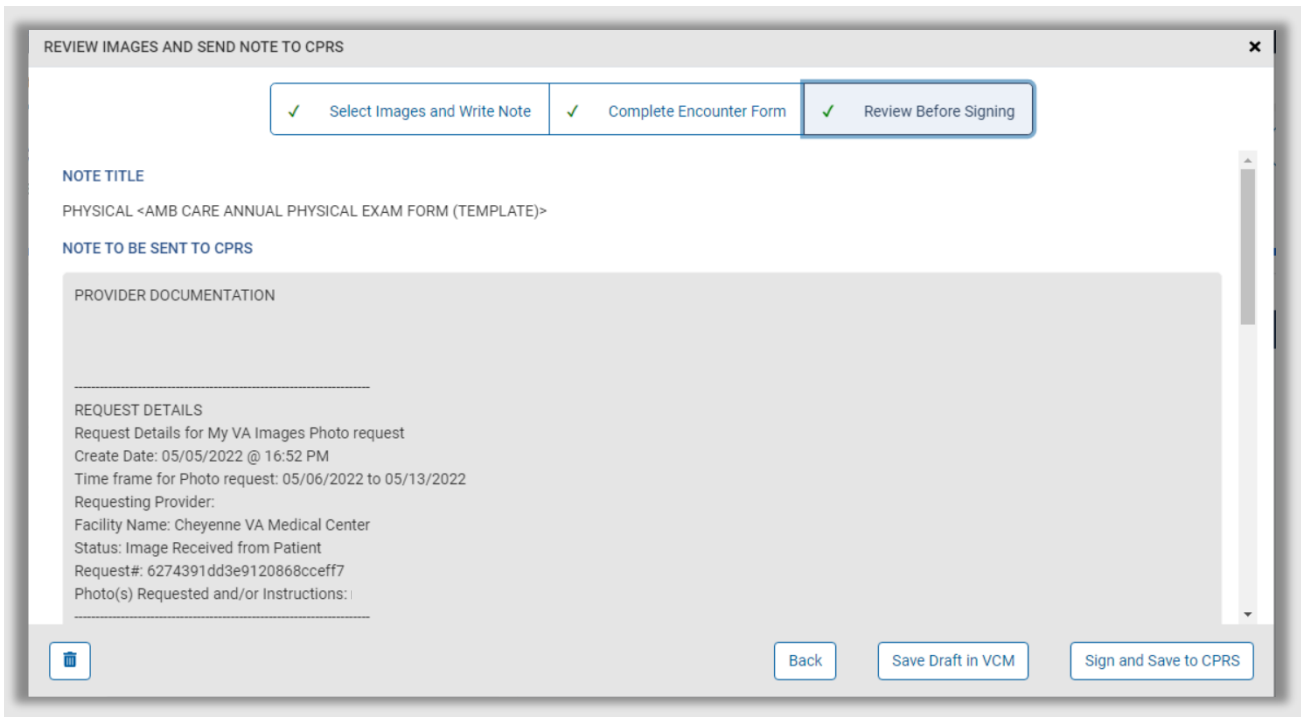 REVIEW IMAGES AND SEND NOTE TO CPRS
Select Images and Write Note
Complete Encounter Form
Review Before Signing
NOTE TITLE
PHYSICAL <AMB CARE ANNUAL PHYSICAL EXAM FORM (TEMPLATE)>
NOTE TO BE SENT TO CPRS
PROVIDER DOCUMENTATION
REQUEST DETAILS
Request Details for My VA Images Photo request
Create Date: 05/05/2022 @ 16:52 PM
Time frame for Photo request: 05/06/2022 to 05/13/2022
Requesting Provider:
Facility Name: Cheyenne VA Medical Center
Status: Image Received from Patient
Request#: 6274391dd3e9120868cceff7
Photo(s) Requested and/or Instructions:
Back
Save Draft in VCM
Sign and Save to CPRS